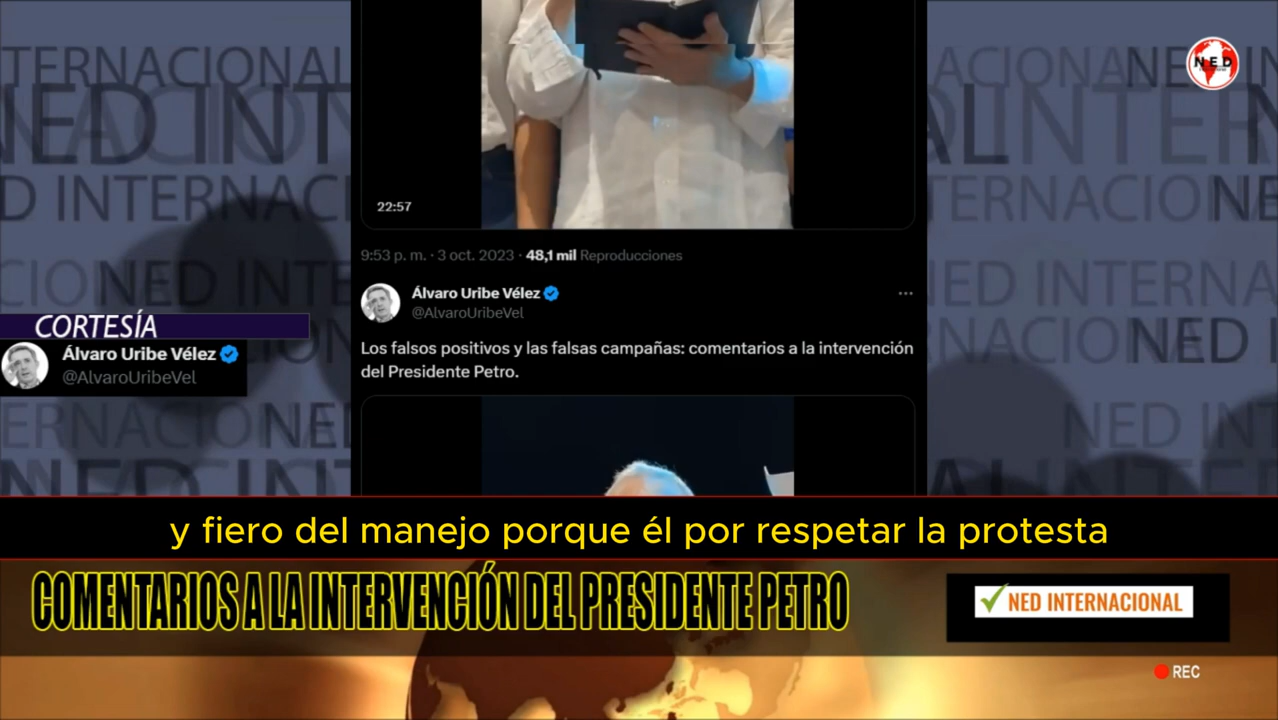 NED
22:57
9:53 p. m. · 3 oct. 2023 · 48,1 mil Reproducciones
Álvaro Uribe Vélez
@AlvaroUribeVel
Los falsos positivos y las falsas campañas: comentarios a la intervención
del Presidente Petro.
CORTESÍA
Álvaro Uribe Vélez
@AlvaroUribeVel
y fiero del manejo porque él por respetar la protesta
COMENTARIOS A LA INTERVENCIÓN DEL PRESIDENTE PETRO
NED INTERNACIONAL
REC